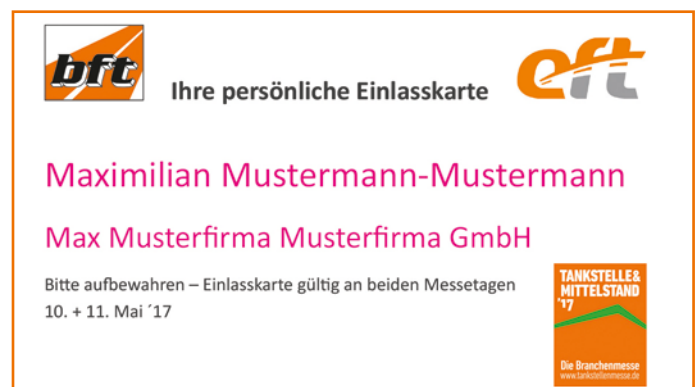 bft
Ihre persönliche Einlasskarte
eft
Maximilian Mustermann-Mustermann
Max Musterfirma Musterfirma GmbH
Bitte aufbewahren – Einlasskarte gültig an beiden Messetagen
10. + 11. Mai ´17
TANKSTELLE &
MITTELSTAND
'17
Die Branchenmesse
www.tankstellenmesse.de